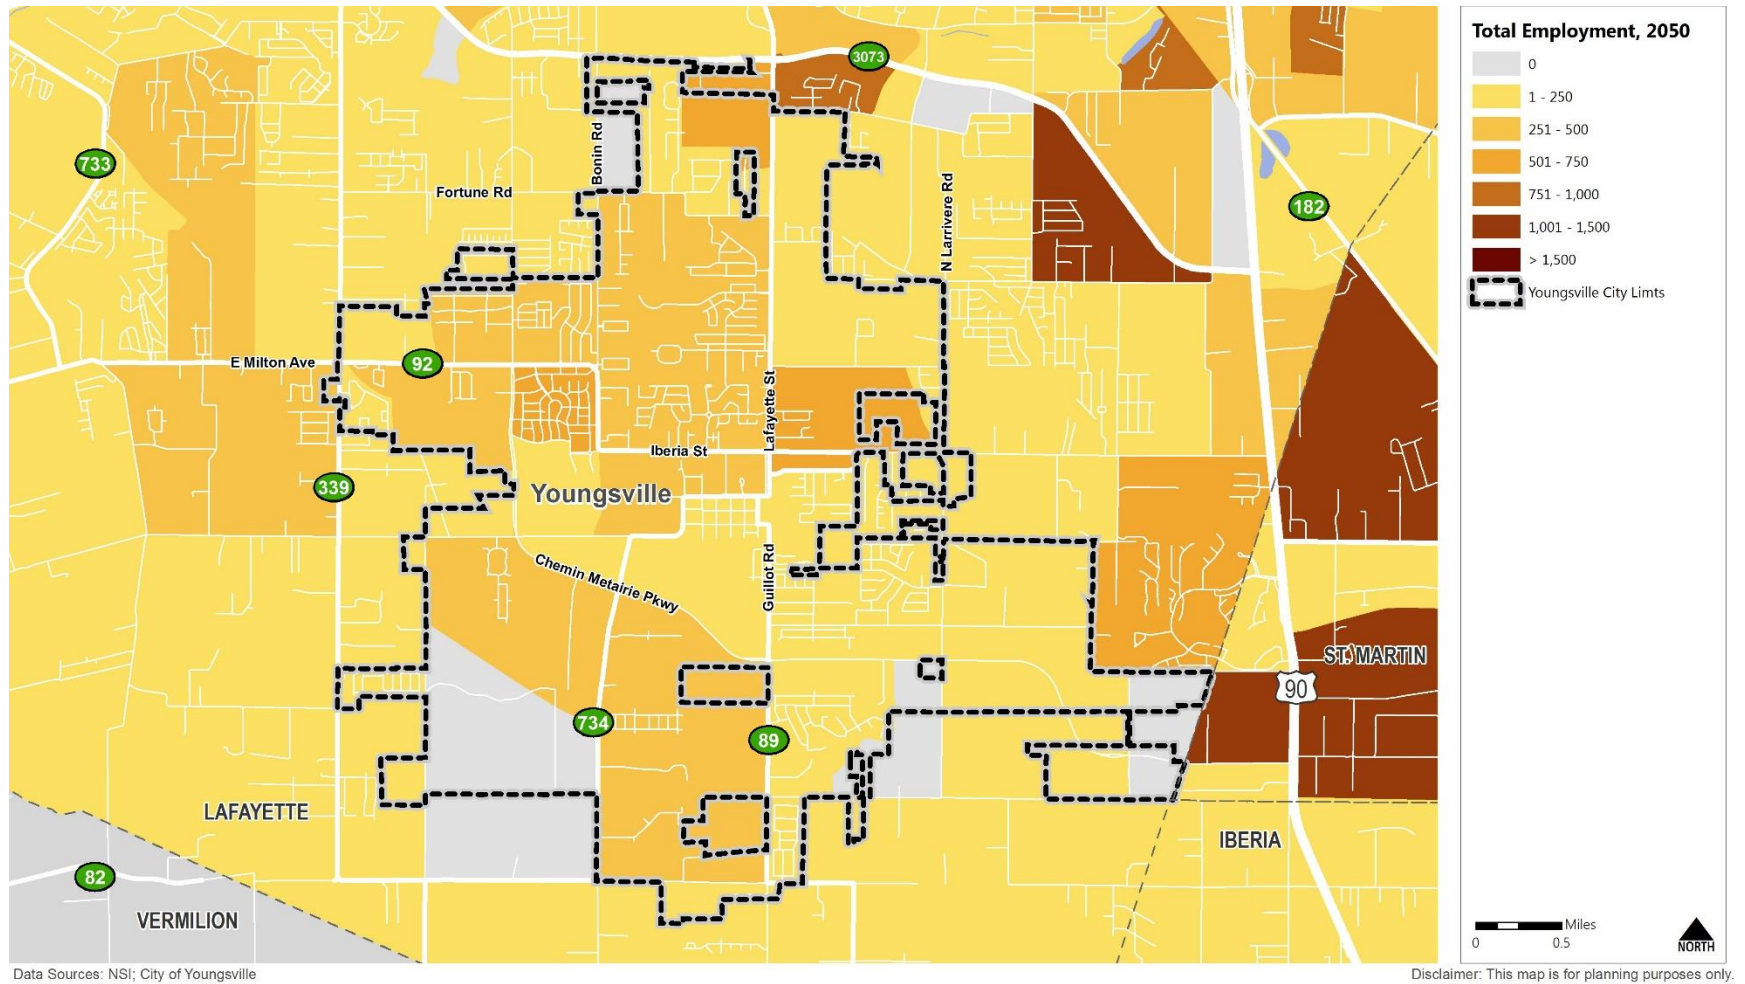 Total Employment, 2050
0
1 - 250
251 - 500
501 - 750
751 - 1,000
1,001 - 1,500
> 1,500
Youngsville City Limts
3073
733
Bonin Rd
Fortune Rd
N Larrivere Rd
182
E Milton Ave
92
Lafayette St
Iberia St
339
Youngsville
Chemin Metairie Pkwy
Guillot Rd
ST. MARTIN
90
734
89
LAFAYETTE
IBERIA
82
VERMILION
Miles
0
0.5
NORTH
Data Sources: NSI; City of Youngsville
Disclaimer: This map is for planning purposes only.